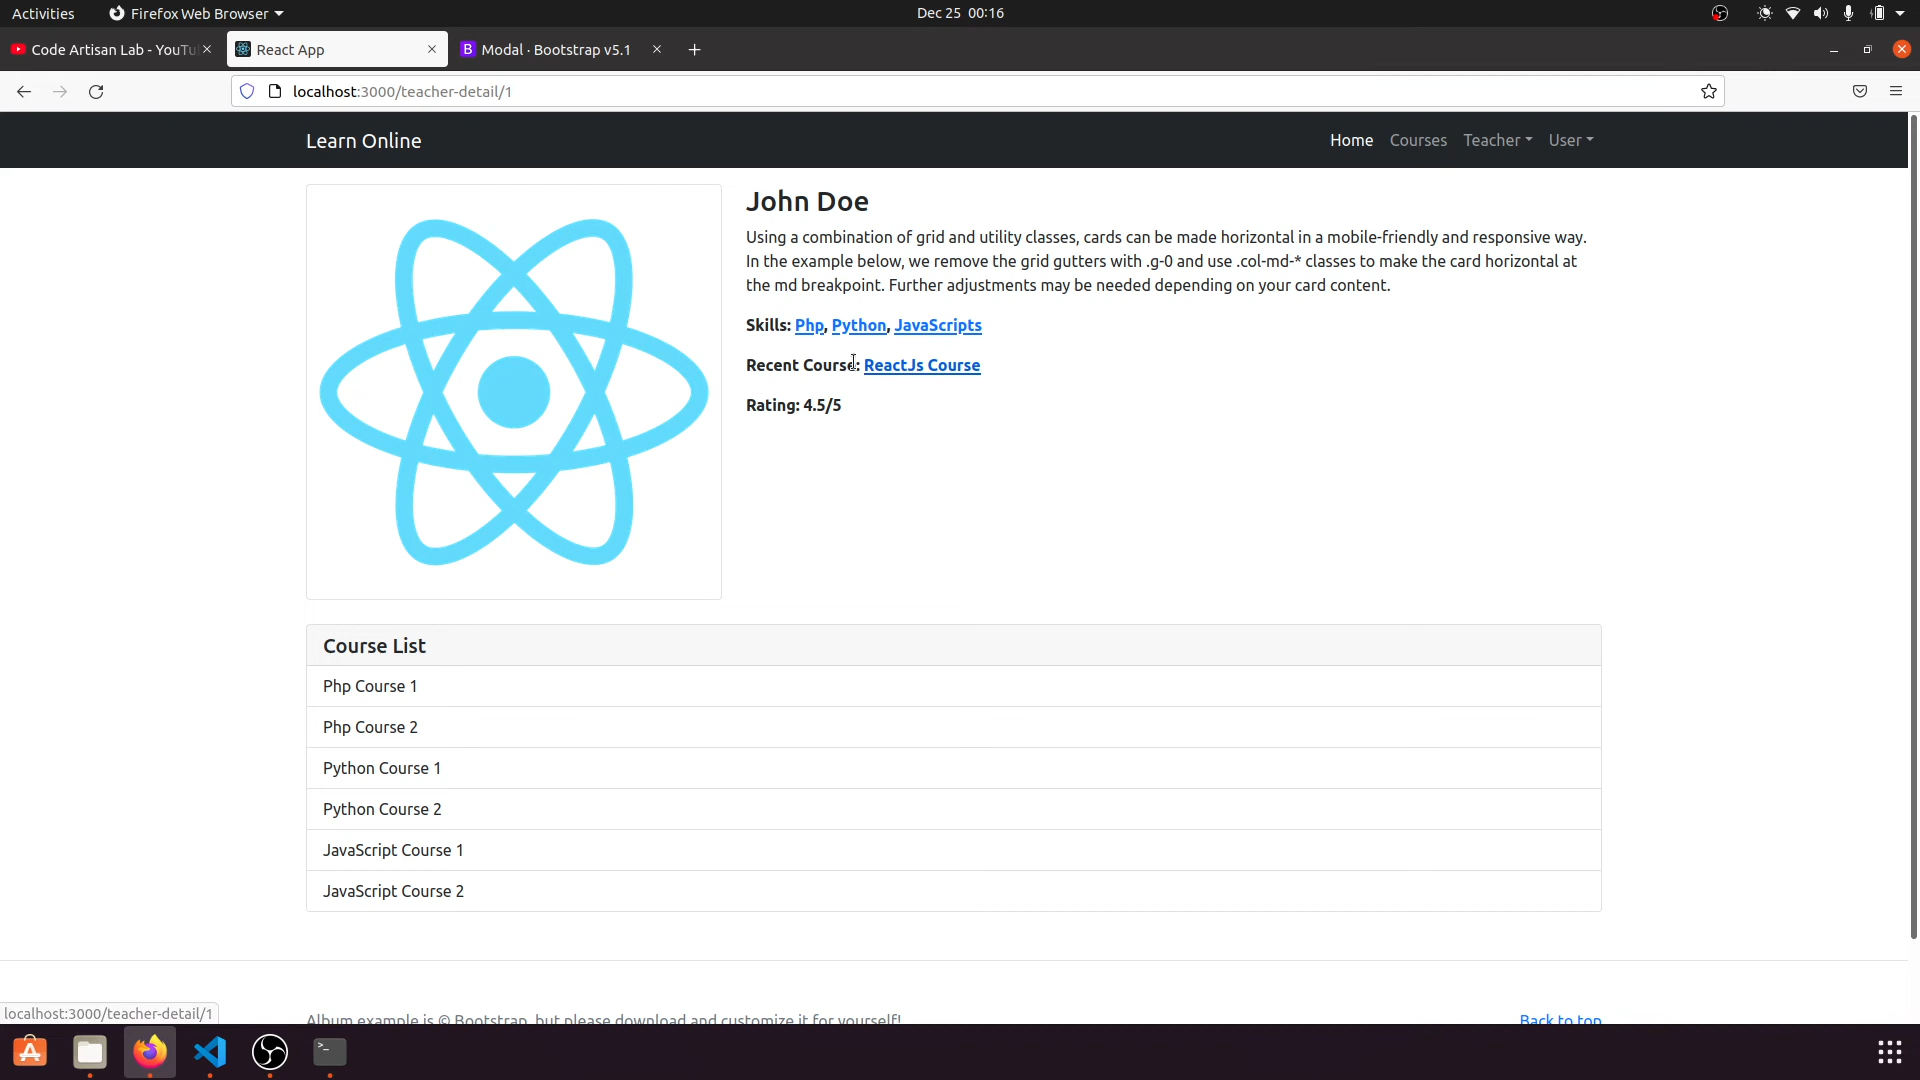 Activities
Firefox Web Browser
Dec 25 00:16
Code Artisan Lab - YouTu
React App
Modal · Bootstrap v5.1
localhost:3000/teacher-detail/1
Learn Online
Home
Courses
Teacher
User
John Doe
Using a combination of grid and utility classes, cards can be made horizontal in a mobile-friendly and responsive way.
In the example below, we remove the grid gutters with .g-0 and use .col-md-* classes to make the card horizontal at
the md breakpoint. Further adjustments may be needed depending on your card content.
Skills: Php, Python, JavaScripts
Recent Course: ReactJs Course
Rating: 4.5/5
Course List
Php Course 1
Php Course 2
Python Course 1
Python Course 2
JavaScript Course 1
JavaScript Course 2
localhost:3000/teacher-detail/1
Album example is © Bootstrap, but please download and customize it for yourself!
Back to top